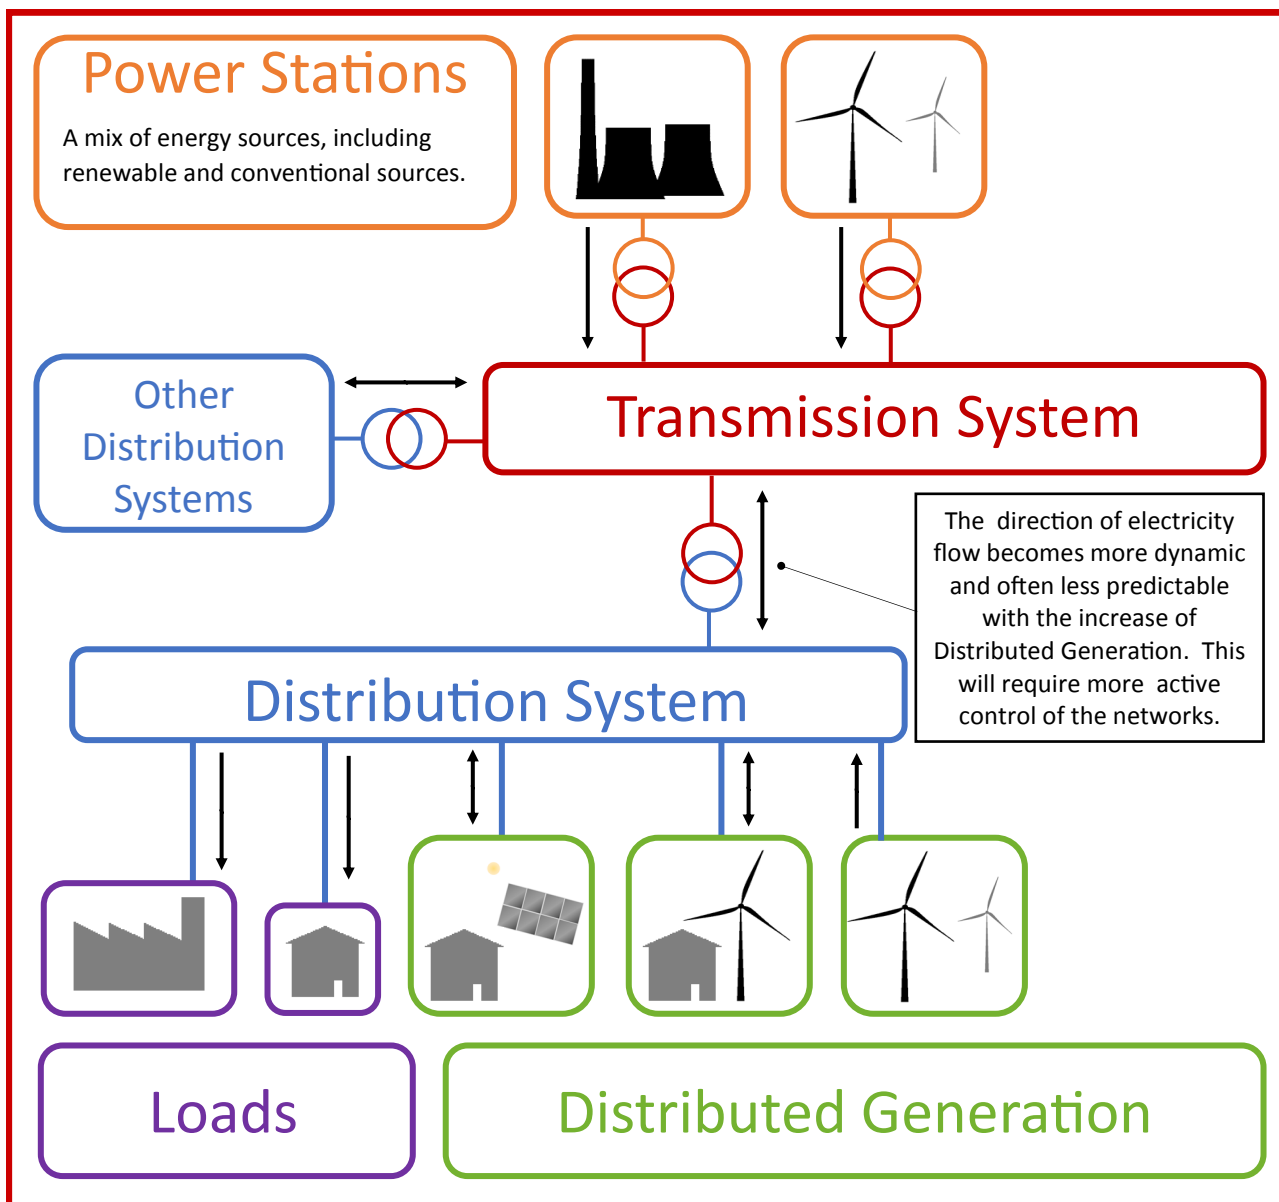 Power Stations
A mix of energy sources, including
renewable and conventional sources.
Other
Distribution
Systems
Transmission System
The direction of electricity
flow becomes more dynamic
and often less predictable
with the increase of
Distributed Generation. This
will require more active
control of the networks.
Distribution System
Loads
Distributed Generation